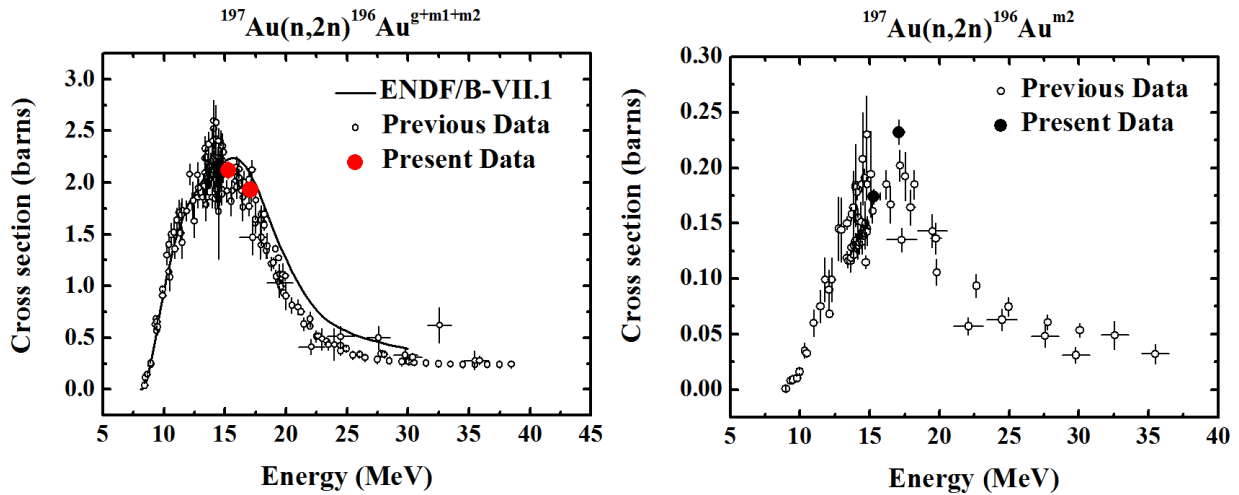 ¹⁹⁷Au(n,2n)¹⁹⁶Auᵍ⁺ᵐ¹⁺ᵐ²
Cross section (barns)
3.0
2.5
2.0
1.5
1.0
0.5
0.0
ENDF/B-VII.1
Previous Data
Present Data
5 10 15 20 25 30 35 40 45
Energy (MeV)
¹⁹⁷Au(n,2n)¹⁹⁶Auᵐ²
Cross section (barns)
0.30
0.25
0.20
0.15
0.10
0.05
0.00
Previous Data
Present Data
5 10 15 20 25 30 35 40
Energy (MeV)